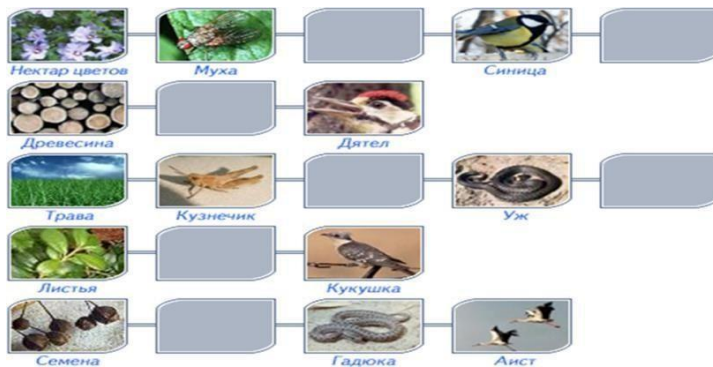 Нектар цветов Муха Синица
Древесина Дятел
Трава Кузнечик Уж
Листья Кукушка
Семена Гадюка Аист